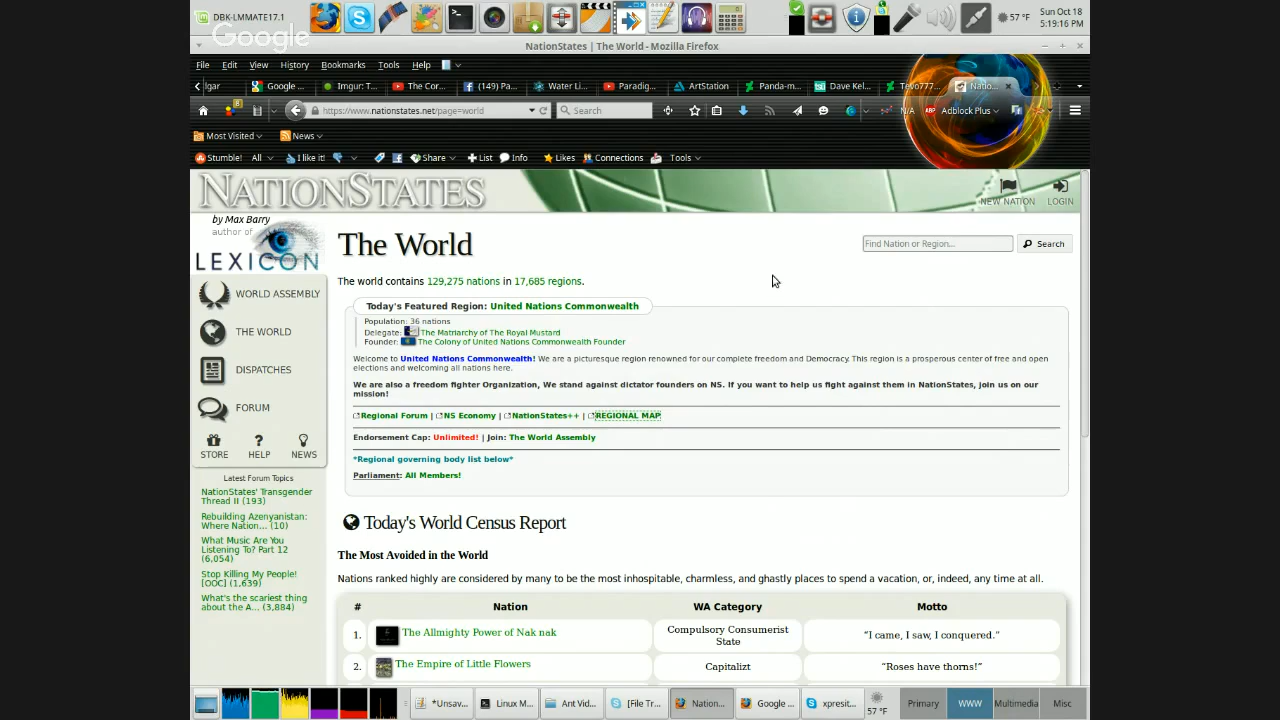 DBK-LMMATE17.1
57 °F
Sun Oct 18
5:19:16 PM
Google
NationStates | The World - Mozilla Firefox
File Edit View History Bookmarks Tools Help
lgar
Google ...
Imgur: T...
The Cor...
(149) Pa...
Water Li...
Paradig...
ArtStation
Panda-m...
Dave Kel...
Tevo777...
Natio...
8
https://www.nationstates.net/page=world
Search
N/A
ABP Adblock Plus
Most Visited
News
Stumble! All I like it! Share List Info Likes Connections Tools
NATIONSTATES
NEW NATION
LOGIN
by Max Barry
author of
LEXICON
The World
Find Nation or Region...
Search
The world contains 129,275 nations in 17,685 regions.
WORLD ASSEMBLY
THE WORLD
DISPATCHES
FORUM
STORE HELP NEWS
Latest Forum Topics
NationStates' Transgender
Thread II (193)
Rebuilding Azenyanistan:
Where Nation... (10)
What Music Are You
Listening To? Part 12
(6,054)
Stop Killing My People!
[OOC] (1,639)
What's the scariest thing
about the A... (3,884)
Today's Featured Region: United Nations Commonwealth
Population: 36 nations
Delegate: The Matriarchy of The Royal Mustard
Founder: The Colony of United Nations Commonwealth Founder
Welcome to United Nations Commonwealth! We are a picturesque region renowned for our complete freedom and Democracy. This region is a prosperous center of free and open
elections and welcoming all nations here.
We are also a freedom fighter Organization, We stand against dictator founders on NS. If you want to help us fight against them in NationStates, join us on our
mission!
Regional Forum | NS Economy | NationStates++ | REGIONAL MAP
Endorsement Cap: Unlimited! | Join: The World Assembly
*Regional governing body list below*
Parliament: All Members!
Today's World Census Report
The Most Avoided in the World
Nations ranked highly are considered by many to be the most inhospitable, charmless, and ghastly places to spend a vacation, or, indeed, any time at all.
# Nation WA Category Motto
1. The Allmighty Power of Nak nak Compulsory Consumerist State “I came, I saw, I conquered.”
2. The Empire of Little Flowers Capitalizt “Roses have thorns!”
*Unsav...
Linux M...
Ant Vid...
[File Tr...
Nation...
Google ...
xpresit...
57 °F
Primary
WWW
Multimedia
Misc